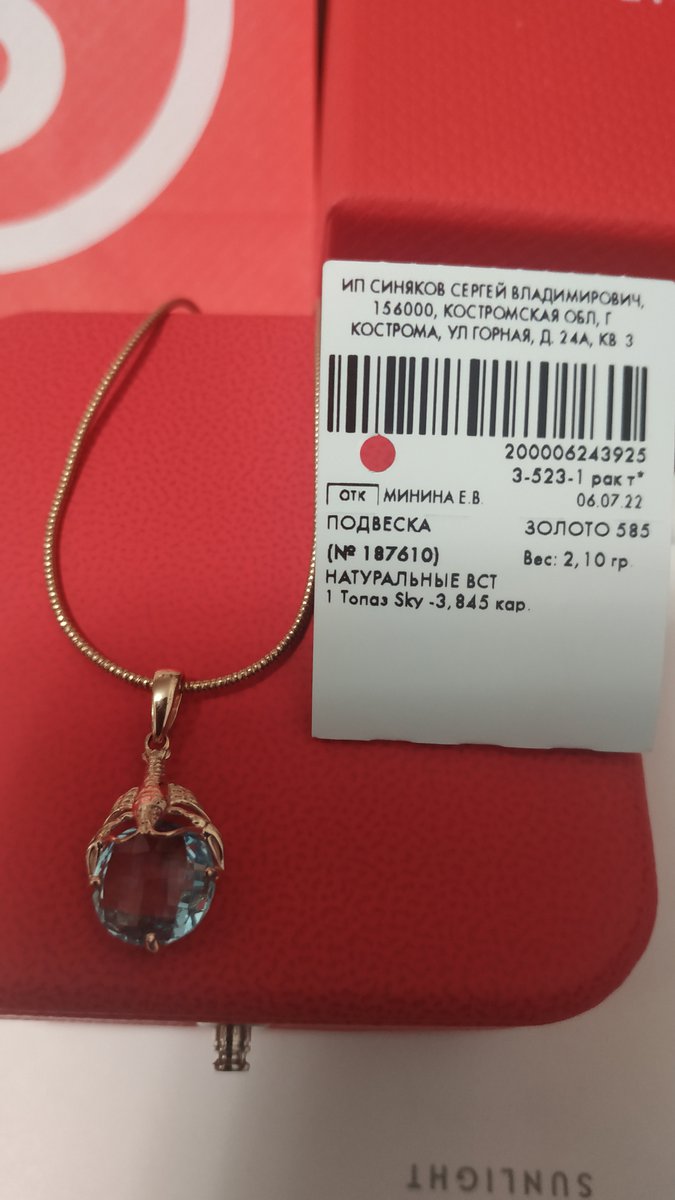 ИП СИНЯКОВ СЕРГЕЙ ВЛАДИМИРОВИЧ,
156000, КОСТРОМСКАЯ ОБЛ, Г
КОСТРОМА, УЛ ГОРНАЯ, Д. 24А, КВ 3
200006243925
3-523-1 рак т*
ОТК МИНИНА Е.В. 06.07.22
ПОДВЕСКА ЗОЛОТО 585
(№ 187610) Вес: 2,10 гр.
НАТУРАЛЬНЫЕ ВСТ
1 Топаз Sky -3,845 кар.
SUNLIGHT